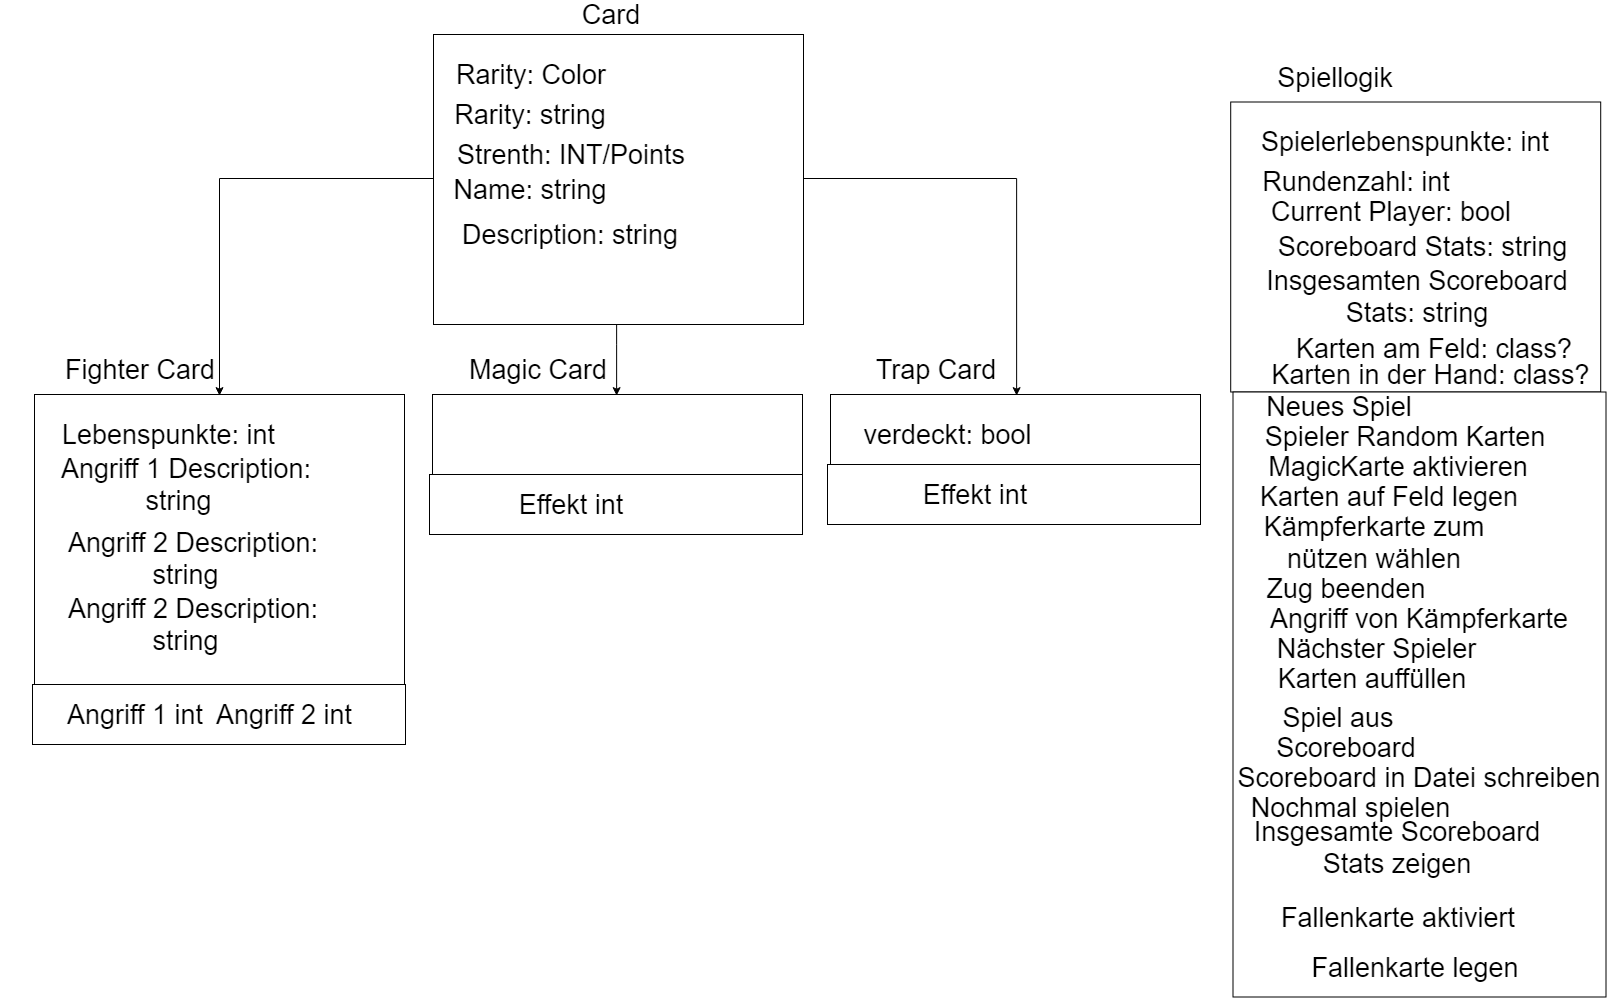 Card
Rarity: Color
Rarity: string
Strenth: INT/Points
Name: string
Description: string
Fighter Card
Lebenspunkte: int
Angriff 1 Description:
string
Angriff 2 Description:
string
Angriff 2 Description:
string
Angriff 1 int Angriff 2 int
Magic Card
Effekt int
Trap Card
verdeckt: bool
Effekt int
Spiellogik
Spielerlebenspunkte: int
Rundenzahl: int
Current Player: bool
Scoreboard Stats: string
Insgesamten Scoreboard
Stats: string
Karten am Feld: class?
Karten in der Hand: class?
Neues Spiel
Spieler Random Karten
MagicKarte aktivieren
Karten auf Feld legen
Kämpferkarte zum
nützen wählen
Zug beenden
Angriff von Kämpferkarte
Nächster Spieler
Karten auffüllen
Spiel aus
Scoreboard
Scoreboard in Datei schreiben
Nochmal spielen
Insgesamte Scoreboard
Stats zeigen
Fallenkarte aktiviert
Fallenkarte legen